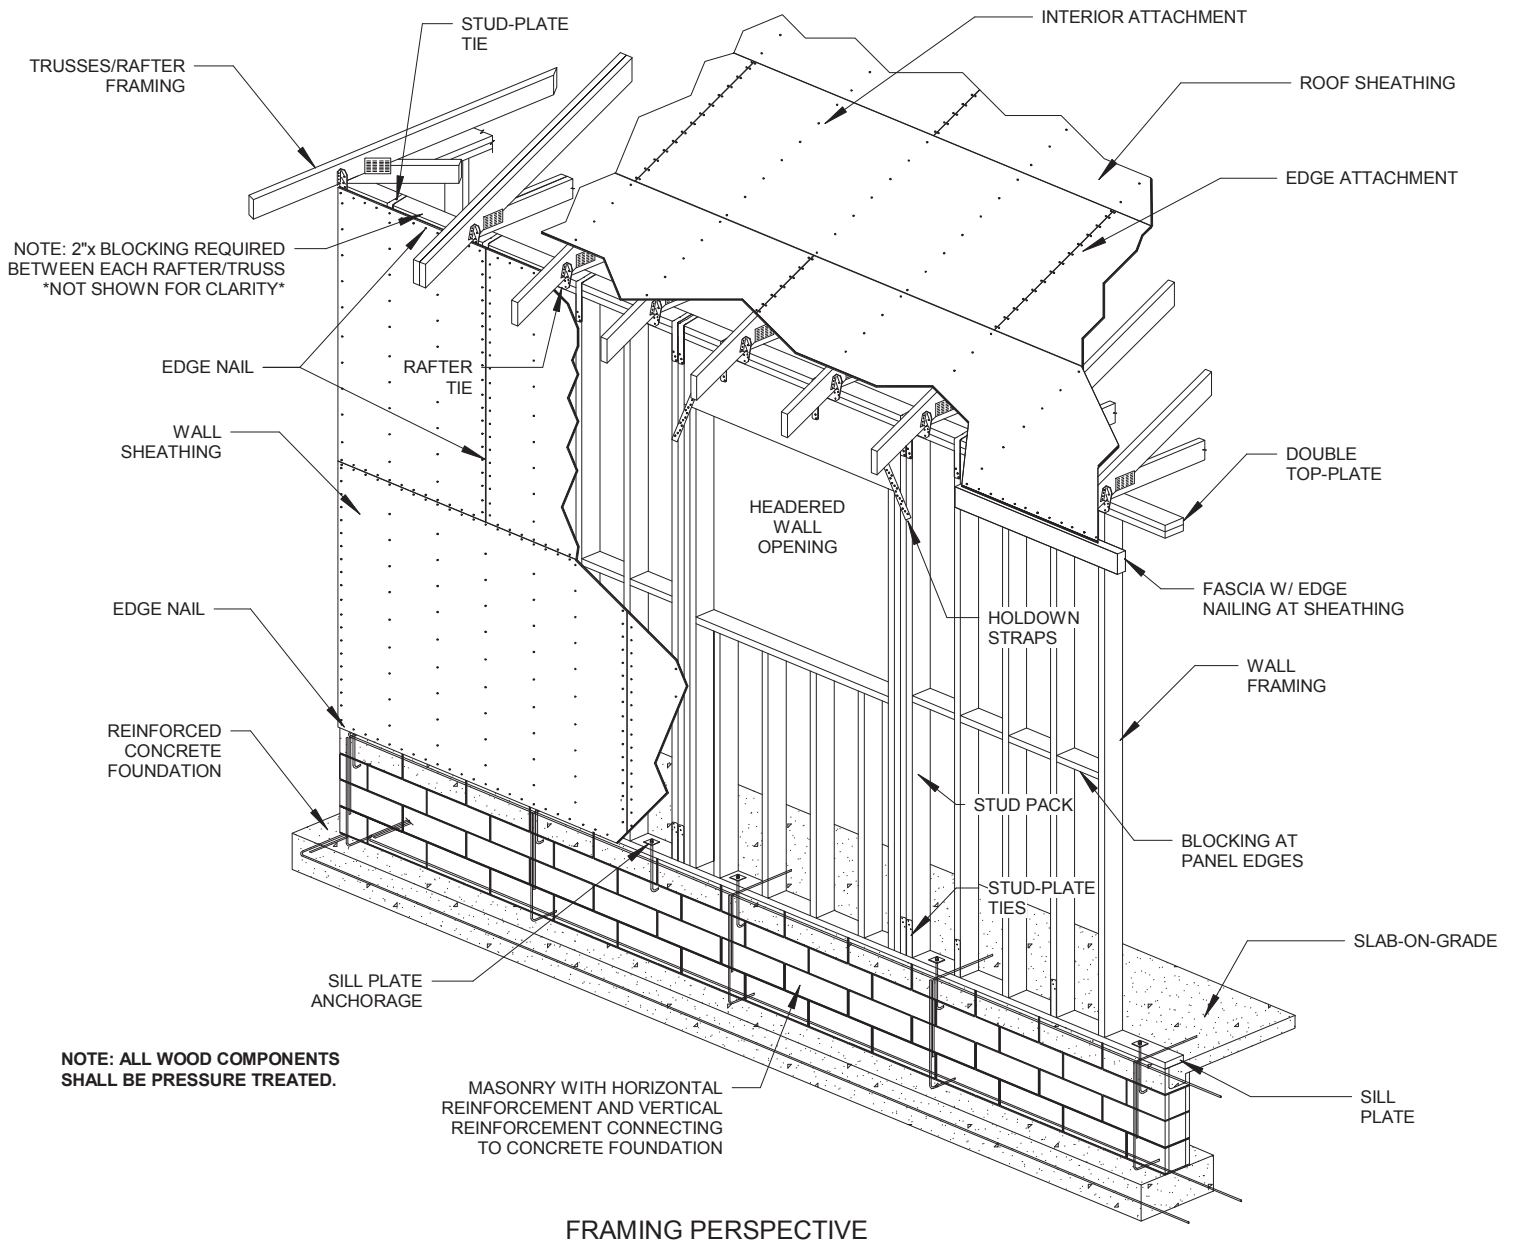 STUD-PLATE
TIE
INTERIOR ATTACHMENT
TRUSSES/RAFTER
FRAMING
ROOF SHEATHING
EDGE ATTACHMENT
NOTE: 2"x BLOCKING REQUIRED
BETWEEN EACH RAFTER/TRUSS
*NOT SHOWN FOR CLARITY*
EDGE NAIL
RAFTER
TIE
WALL
SHEATHING
DOUBLE
TOP-PLATE
HEADERED
WALL
OPENING
FASCIA W/ EDGE
NAILING AT SHEATHING
EDGE NAIL
HOLDOWN
STRAPS
WALL
FRAMING
REINFORCED
CONCRETE
FOUNDATION
STUD PACK
BLOCKING AT
PANEL EDGES
STUD-PLATE
TIES
SLAB-ON-GRADE
SILL PLATE
ANCHORAGE
NOTE: ALL WOOD COMPONENTS
SHALL BE PRESSURE TREATED.
MASONRY WITH HORIZONTAL
REINFORCEMENT AND VERTICAL
REINFORCEMENT CONNECTING
TO CONCRETE FOUNDATION
SILL
PLATE
FRAMING PERSPECTIVE